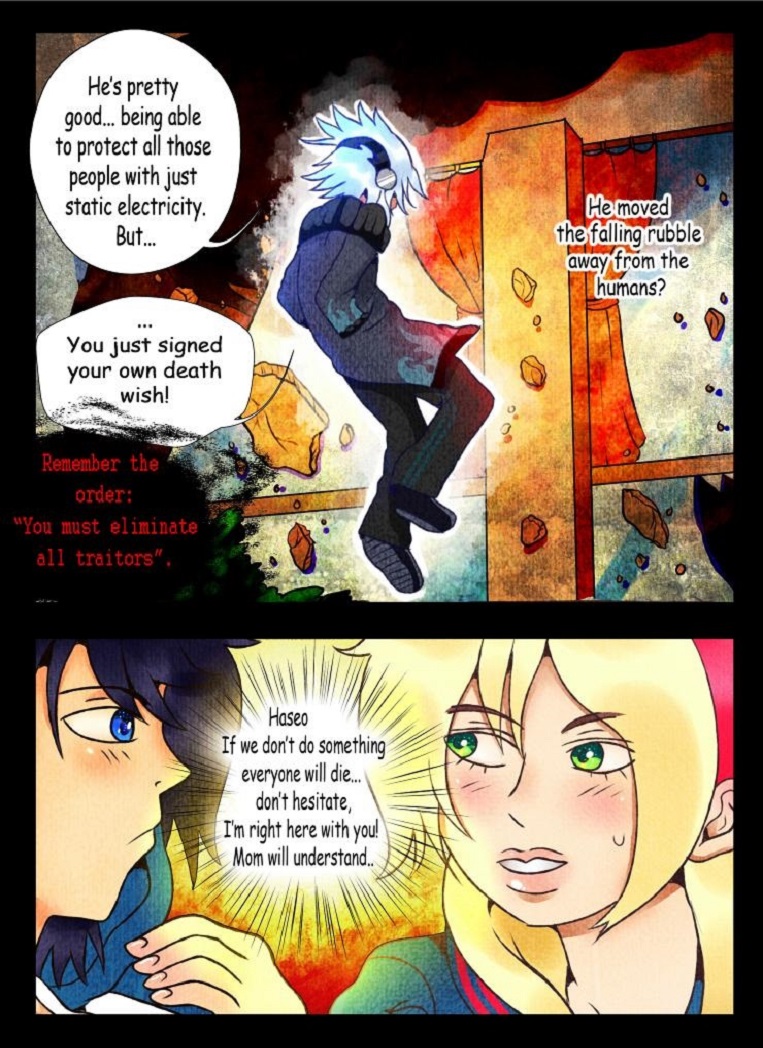 He's pretty
good... being able
to protect all those
people with just
static electricity.
But...
He moved
the falling rubble
away from the
humans?
...
You just signed
your own death
wish!
Remember the
order:
"You must eliminate
all traitors".
Haseo
If we don't do something
everyone will die...
don't hesitate,
I'm right here with you!
Mom will understand..